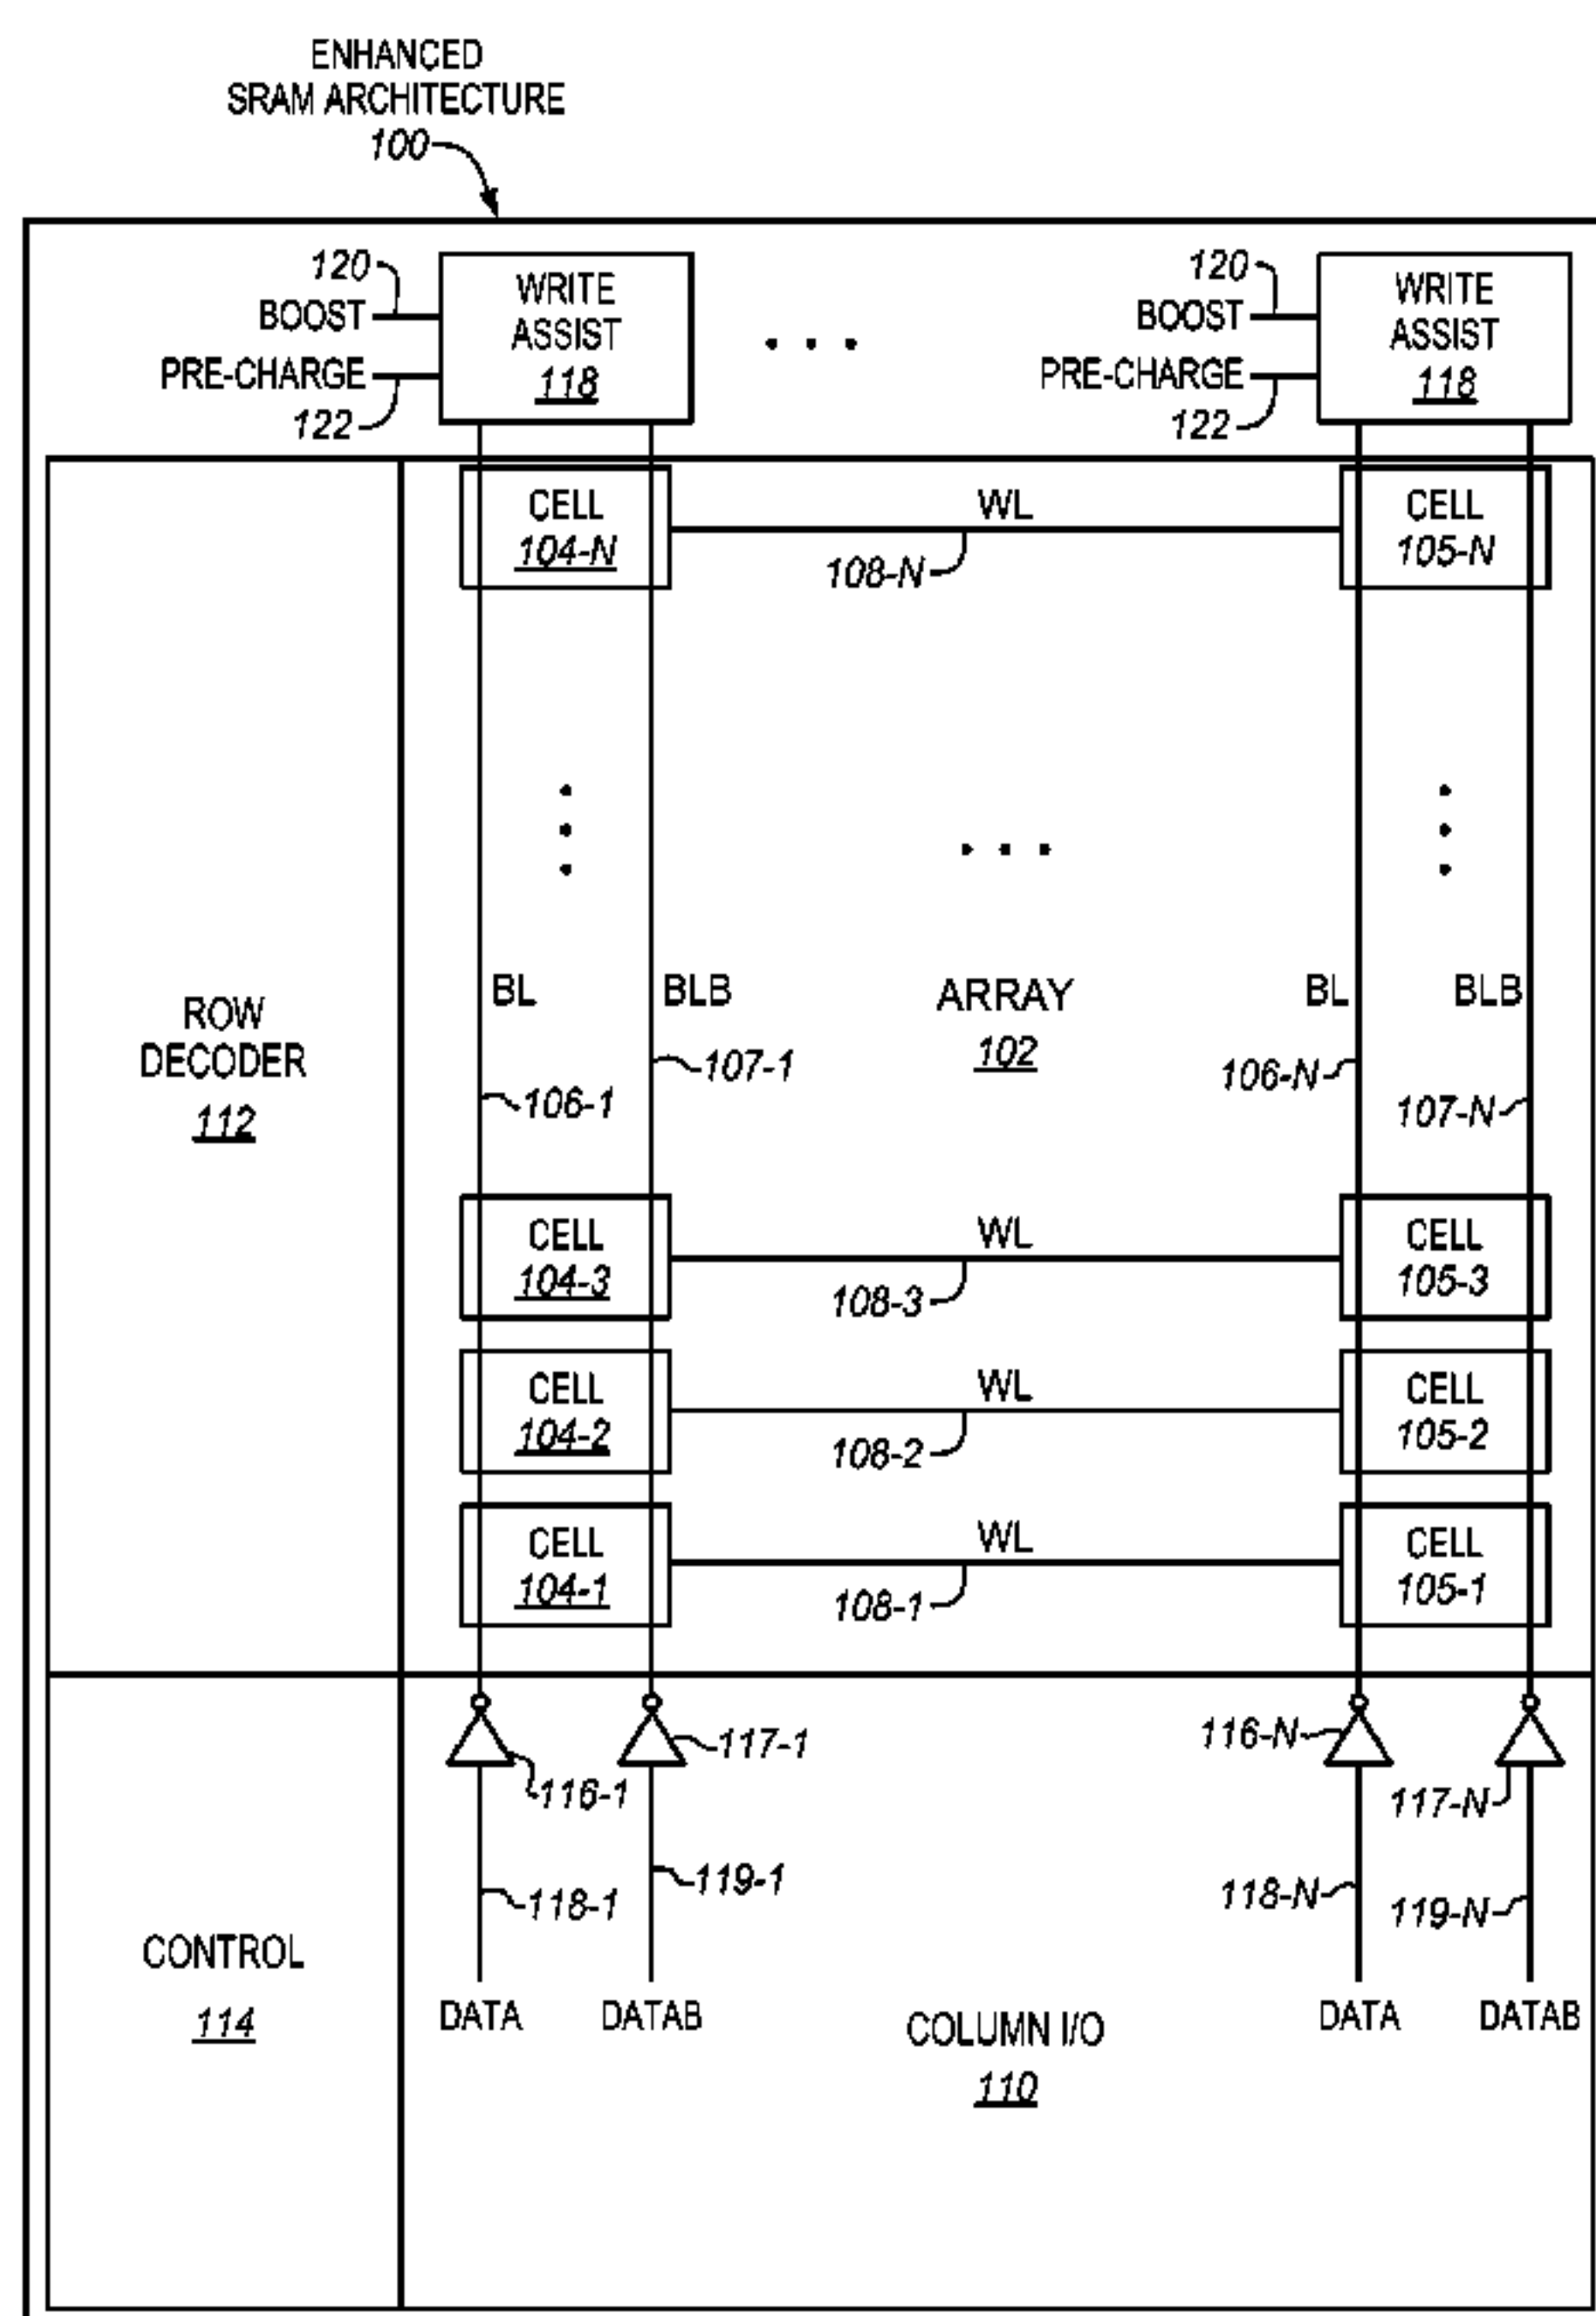 ENHANCED
SRAM ARCHITECTURE
100
120
BOOST
PRE-CHARGE
122
WRITE
ASSIST
118
. . .
120
BOOST
PRE-CHARGE
122
WRITE
ASSIST
118
CELL
104-N
WL
108-N
CELL
105-N
BL
BLB
ARRAY
102
BL
BLB
107-1
106-1
106-N
107-N
ROW
DECODER
112
CELL
104-3
WL
108-3
CELL
105-3
CELL
104-2
WL
108-2
CELL
105-2
CELL
104-1
WL
108-1
CELL
105-1
117-1
116-1
116-N
117-N
119-1
118-1
118-N
119-N
CONTROL
114
DATA
DATAB
COLUMN I/O
110
DATA
DATAB